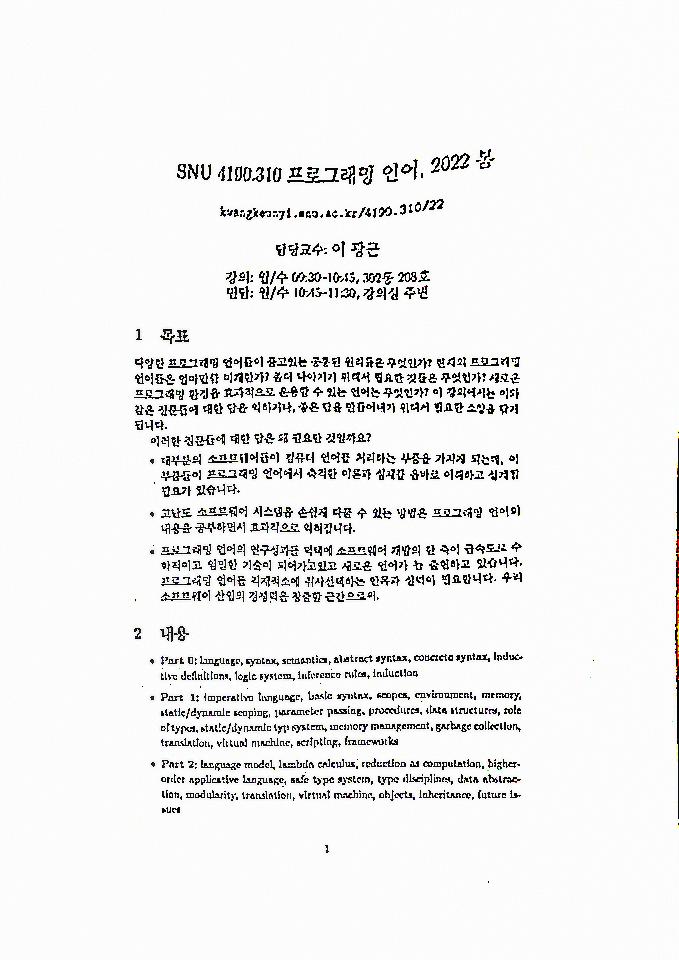 SNU 4190.310 프로그래밍 언어, 2022 봄
kwangkeunyi.snu.ac.kr/4190.310/22
담당교수: 이 광근
강의: 월/수 09:30-10:45, 302동 208호
면담: 월/수 10:45-11:30, 강의실 주변
1 목표
다양한 프로그래밍 언어들이 품고있는 공통된 원리들은 무엇인가? 현재의 프로그래밍
언어들은 얼마만큼 미개한가? 좀더 나아가기 위해서 필요한 것들은 무엇인가? 새로운
프로그래밍 환경을 효과적으로 운용할 수 있는 언어는 무엇인가? 이 강의에서는 이와
같은 질문들에 대한 답을 익히거나, 좋은 답을 만들어내기 위해서 필요한 소양을 닦게
됩니다.
이러한 질문들에 대한 답은 왜 필요한 것일까요?
• 대부분의 소프트웨어들이 컴퓨터 언어를 처리하는 부품을 가지게 되는데, 이
부품들이 프로그래밍 언어에서 축적한 이론과 실제를 올바로 이해하고 설계할
필요가 있습니다.
• 고난도 소프트웨어 시스템을 손쉽게 다룰 수 있는 방법은 프로그래밍 언어의
내용을 공부하면서 효과적으로 익혀집니다.
• 프로그래밍 언어의 연구성과들 덕택에 소프트웨어 개발의 한 축이 급속도로 수
학적이고 엄밀한 기술이 되어가고있고 새로운 언어가 늘 출현하고 있습니다.
프로그래밍 언어를 적재적소에 취사선택하는 안목과 실력이 필요합니다. 우리
소프트웨어 산업의 경쟁력은 정확한 근간으로의.
2 내용
• Part 0: language, syntax, semantics, abstract syntax, concrete syntax, induc-
tive definitions, logic system, inference rules, induction
• Part 1: imperative language, basic syntax, scopes, environment, memory,
static/dynamic scoping, parameter passing, procedures, data structures, role
of types, static/dynamic typ system, memory management, garbage collection,
translation, virtual machine, scripting, frameworks
• Part 2: language model, lambda calculus, reduction as computation, higher-
order applicative language, safe type system, type disciplines, data abstrac-
tion, modularity, translation, virtual machine, objects, inheritance, future is-
sues
1